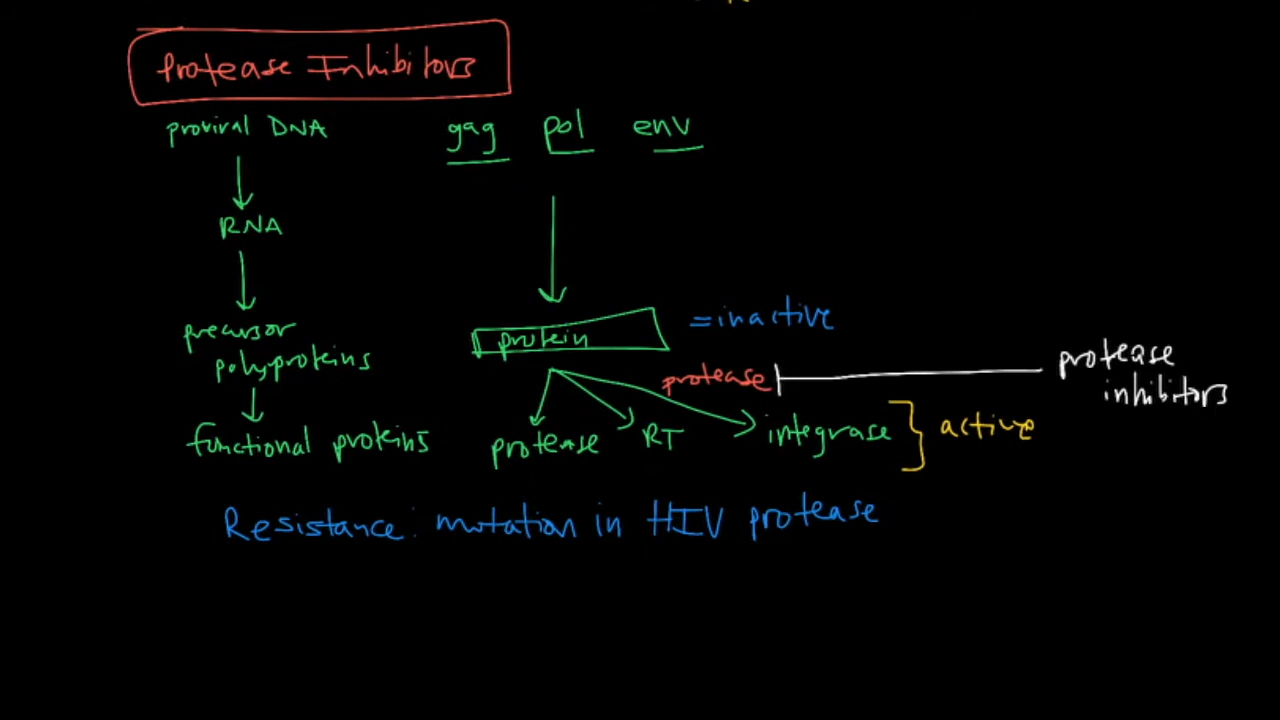 Protease Inhibitors
proviral DNA
gag pol env
RNA
precursor
polyproteins
protein
=inactive
protease
protease
inhibitors
functional proteins
protease RT integrase
active
Resistance: mutation in HIV protease